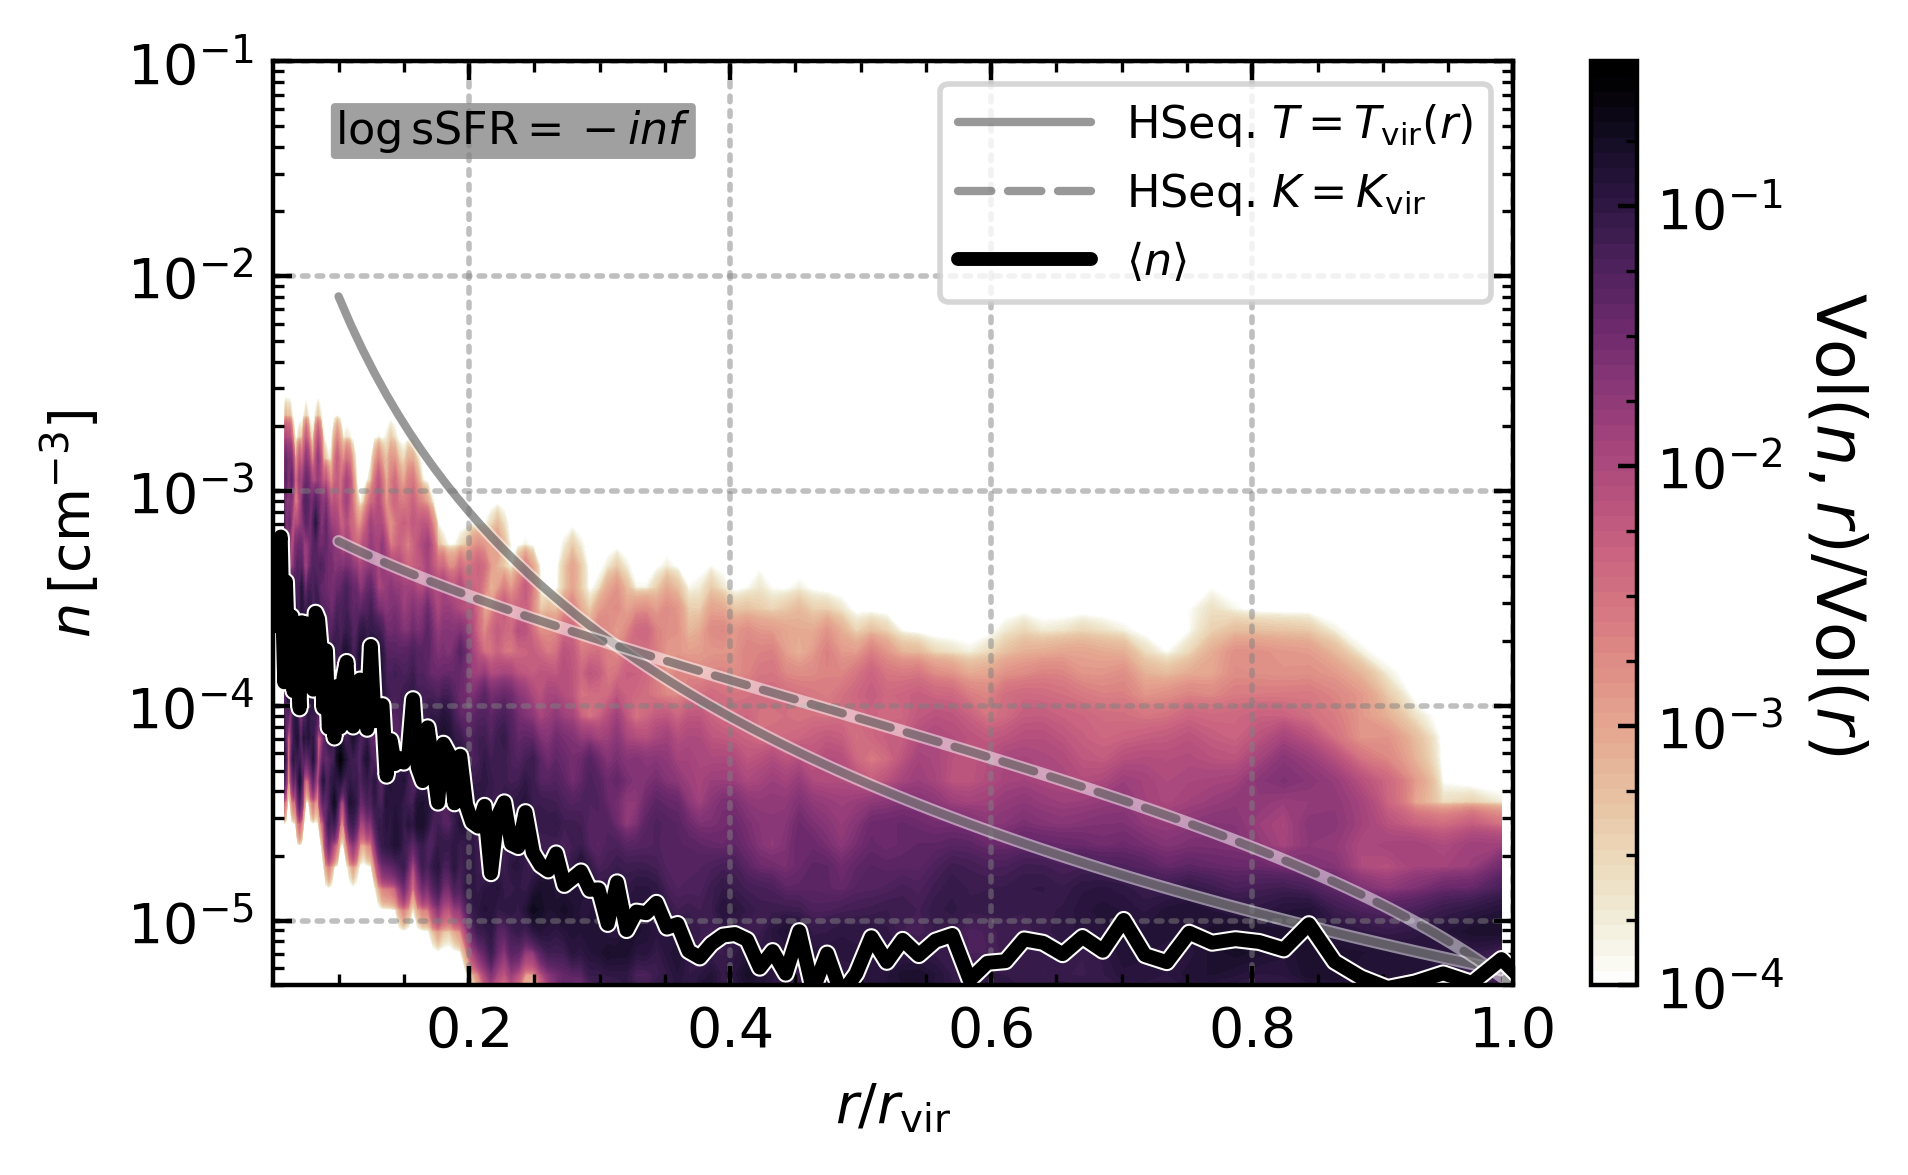 10⁻¹
10⁻²
10⁻³
10⁻⁴
10⁻⁵
n [cm⁻³]
log sSFR = −inf
HSeq. T = T_vir(r)
HSeq. K = K_vir
⟨n⟩
0.2 0.4 0.6 0.8 1.0
r/r_vir
10⁻¹
10⁻²
10⁻³
10⁻⁴
Vol(n, r)/Vol(r)